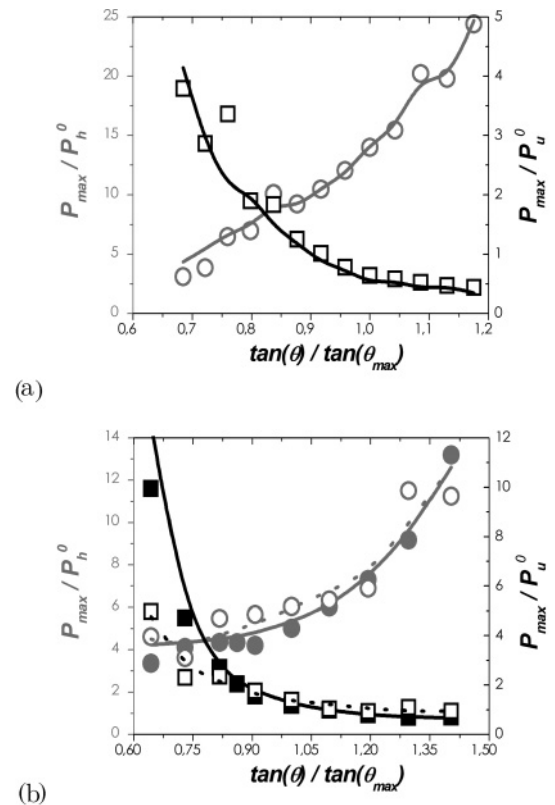 (a)
P_max / P_h^0
25
20
15
10
5
0
0,6 0,7 0,8 0,9 1,0 1,1 1,2
5
4
3
2
1
0
P_max / P_u^0
tan(θ) / tan(θ_max)
(b)
P_max / P_h^0
14
12
10
8
6
4
2
0
0,60 0,75 0,90 1,05 1,20 1,35 1,50
12
10
8
6
4
2
0
P_max / P_u^0
tan(θ) / tan(θ_max)